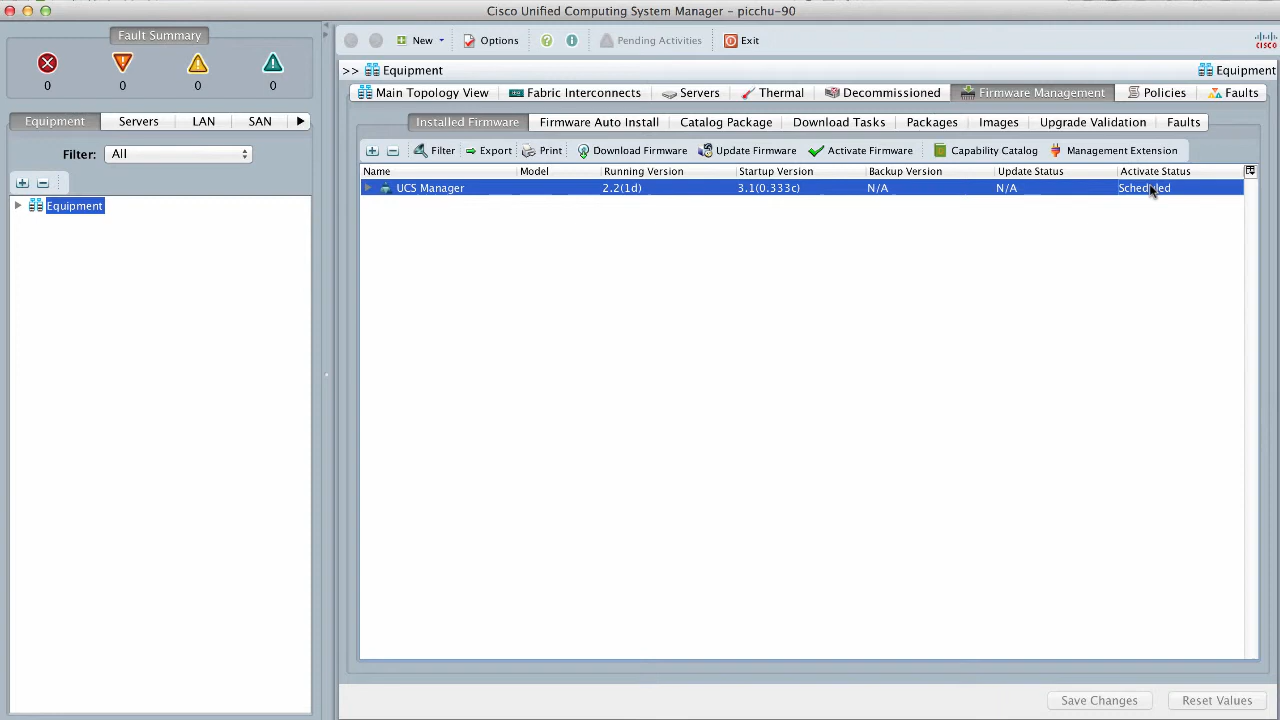 Cisco Unified Computing System Manager - picchu-90
Fault Summary
0 0 0 0
New Options Pending Activities Exit
CISCO
>> Equipment Equipment
Main Topology View Fabric Interconnects Servers Thermal Decommissioned Firmware Management Policies Faults
Equipment Servers LAN SAN
Installed Firmware Firmware Auto Install Catalog Package Download Tasks Packages Images Upgrade Validation Faults
Filter: All
Filter Export Print Download Firmware Update Firmware Activate Firmware Capability Catalog Management Extension
Name Model Running Version Startup Version Backup Version Update Status Activate Status
UCS Manager 2.2(1d) 3.1(0.333c) N/A N/A Scheduled
Equipment
Save Changes Reset Values